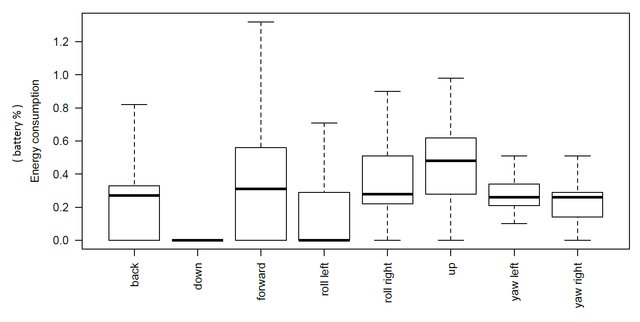 ( battery % )
Energy consumption
1.2
1.0
0.8
0.6
0.4
0.2
0.0
back
down
forward
roll left
roll right
up
yaw left
yaw right